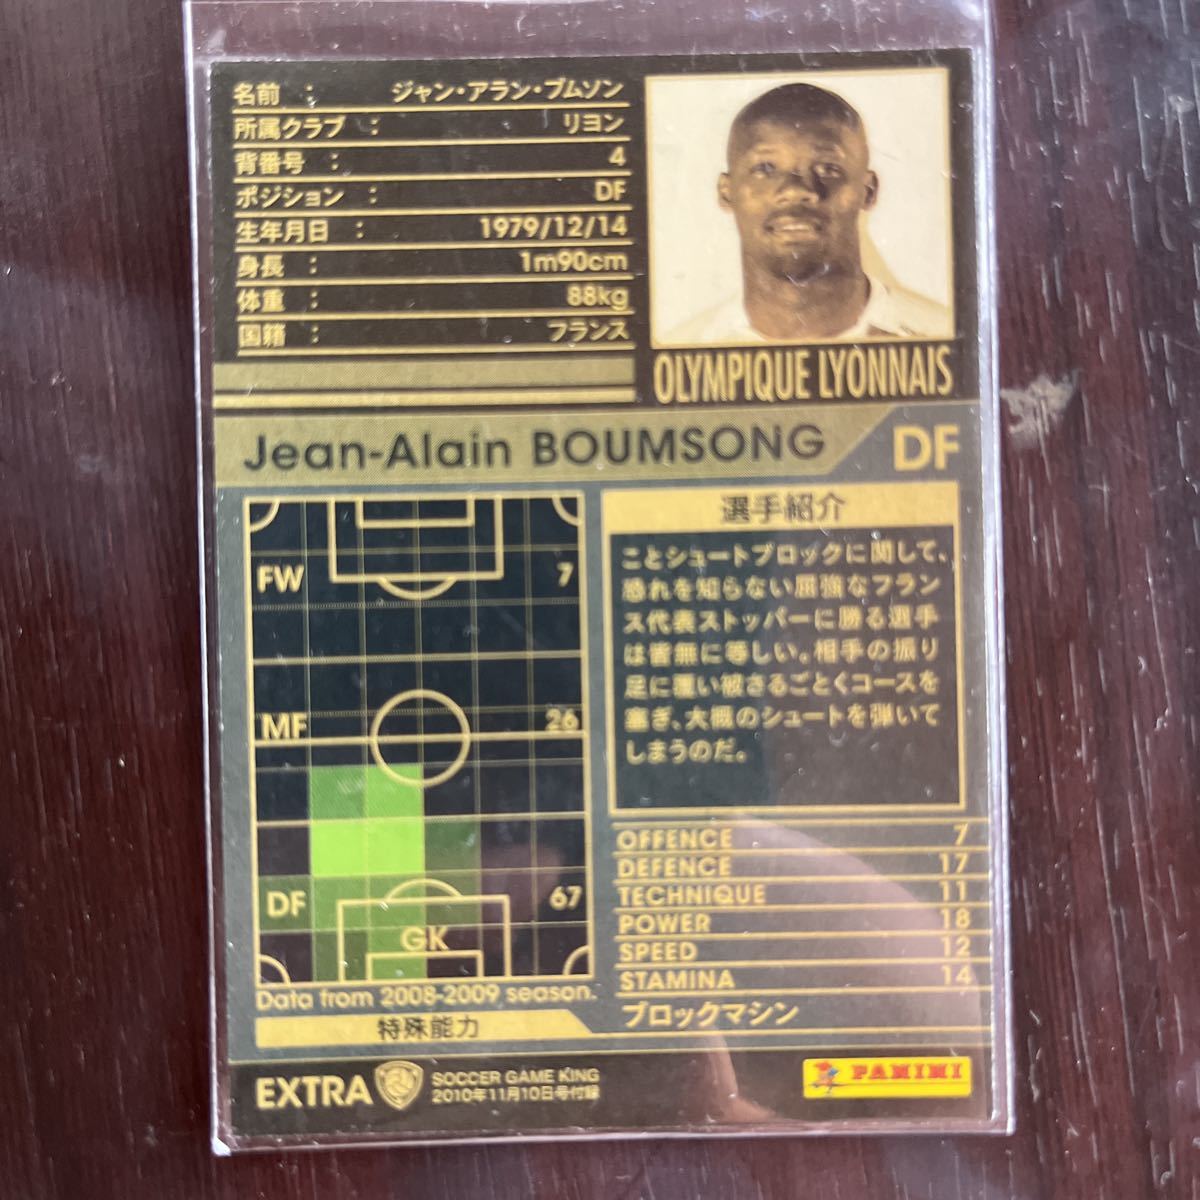 名前 : ジャン・アラン・ブムソン
所属クラブ : リヨン
背番号 : 4
ポジション : DF
生年月日 : 1979/12/14
身長 : 1m90cm
体重 : 88kg
国籍 : フランス
OLYMPIQUE LYONNAIS
Jean-Alain BOUMSONG DF
FW 7
MF 26
DF 67
GK
Data from 2008-2009 season.
特殊能力
選手紹介
ことシュートブロックに関して、
恐れを知らない屈強なフラン
ス代表ストッパーに勝る選手
は皆無に等しい。相手の振り
足に覆い被さるごとくコースを
塞ぎ、大概のシュートを弾いて
しまうのだ。
OFFENCE 7
DEFENCE 17
TECHNIQUE 11
POWER 18
SPEED 12
STAMINA 14
ブロックマシン
EXTRA
SOCCER GAME KING
2010年11月10日号付録
PANINI